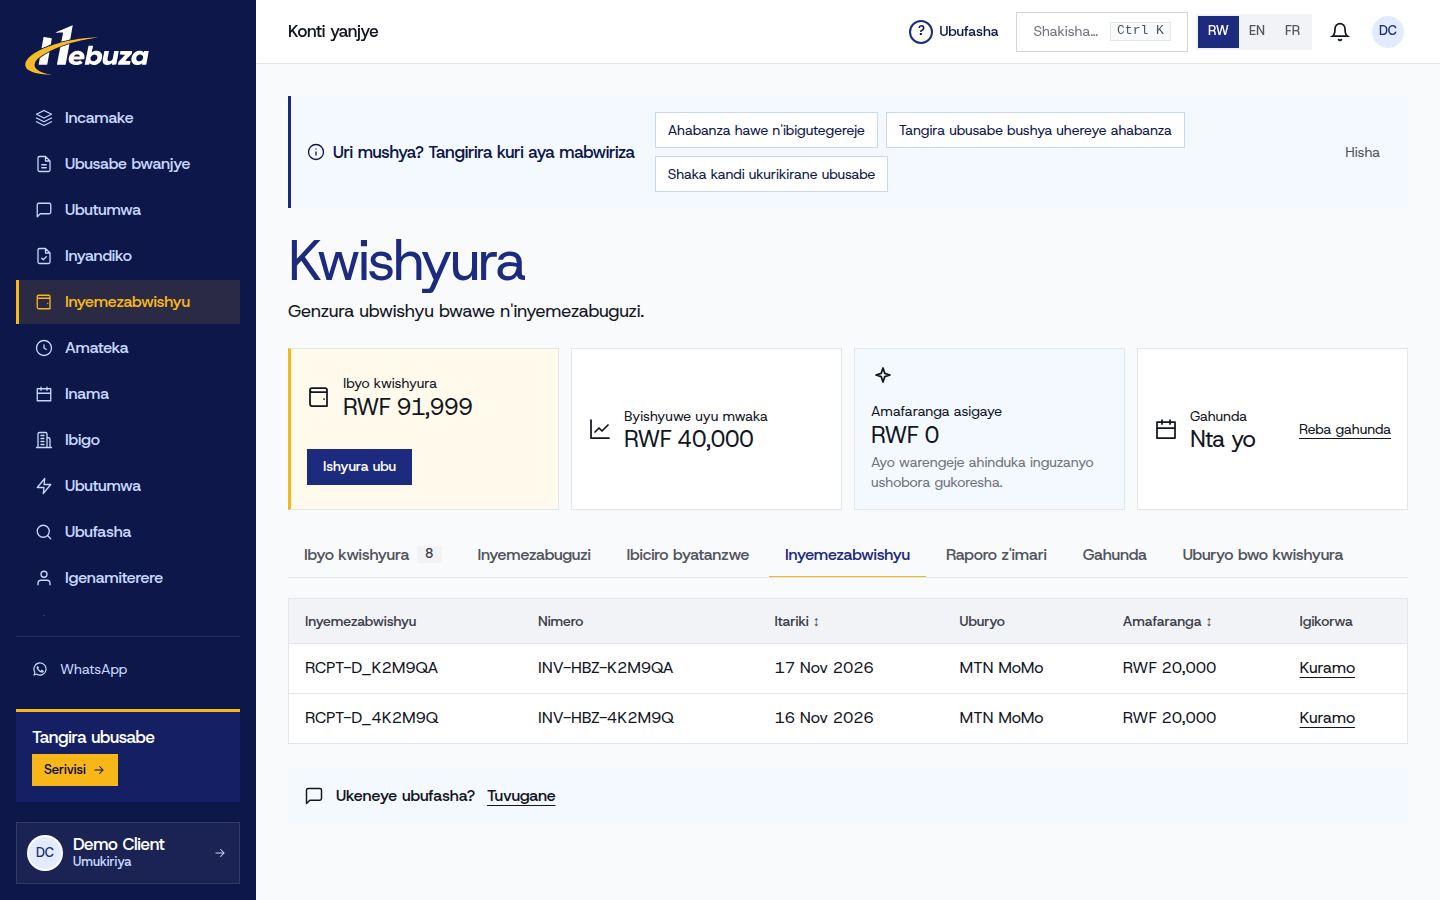 Hebuza
Incamake
Ubusabe bwanjye
Ubutumwa
Inyandiko
Inyemezabwishyu
Amateka
Inama
Ibigo
Ubutumwa
Ubufasha
Igenamiterere
WhatsApp
Tangira ubusabe
Serivisi →
DC
Demo Client
Umukiriya
→
Konti yanjye
? Ubufasha
Shakisha... Ctrl K
RW EN FR
DC
Uri mushya? Tangirira kuri aya mabwiriza
Ahabanza hawe n'ibigutegereje
Tangira ubusabe bushya uhereye ahabanza
Shaka kandi ukurikirane ubusabe
Hisha
Kwishyura
Genzura ubwishyu bwawe n'inyemezabuguzi.
Ibyo kwishyura
RWF 91,999
Ishyura ubu
Byishyuwe uyu mwaka
RWF 40,000
Amafaranga asigaye
RWF 0
Ayo warengeje ahinduka inguzanyo
ushobora gukoresha.
Gahunda
Nta yo
Reba gahunda
Ibyo kwishyura 8 Inyemezabuguzi Ibiciro byatanzwe Inyemezabwishyu Raporo z'imari Gahunda Uburyo bwo kwishyura
Inyemezabwishyu Nimero Itariki ↕ Uburyo Amafaranga ↕ Igikorwa
RCPT-D_K2M9QA INV-HBZ-K2M9QA 17 Nov 2026 MTN MoMo RWF 20,000 Kuramo
RCPT-D_4K2M9Q INV-HBZ-4K2M9Q 16 Nov 2026 MTN MoMo RWF 20,000 Kuramo
Ukeneye ubufasha? Tuvugane